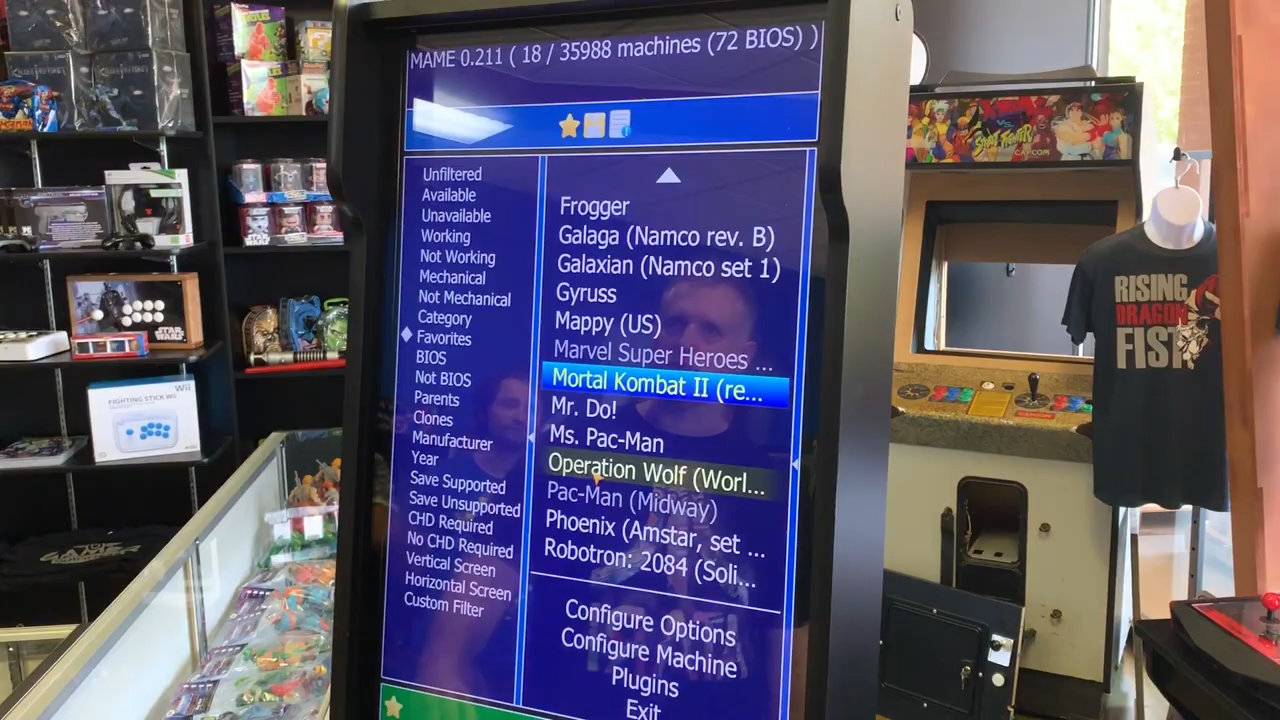 MAME 0.211 ( 18 / 35988 machines (72 BIOS) )
Unfiltered
Available
Unavailable
Working
Not Working
Mechanical
Not Mechanical
Category
Favorites
BIOS
Not BIOS
Parents
Clones
Manufacturer
Year
Save Supported
Save Unsupported
CHD Required
No CHD Required
Vertical Screen
Horizontal Screen
Custom Filter
Frogger
Galaga (Namco rev. B)
Galaxian (Namco set 1)
Gyruss
Mappy (US)
Marvel Super Heroes ...
Mortal Kombat II (re...
Mr. Do!
Ms. Pac-Man
Operation Wolf (Worl...
Pac-Man (Midway)
Phoenix (Amstar, set ...
Robotron: 2084 (Soli...
Configure Options
Configure Machine
Plugins
Exit
STREET FIGHTER
CAPCOM
RISING
DRAGON
FIST
STAR
WARS
Wii
FIGHTING STICK Wii